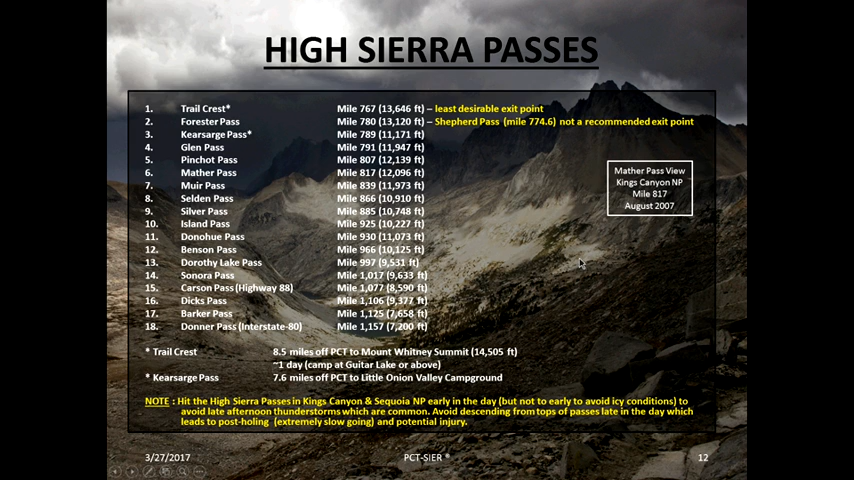 HIGH SIERRA PASSES
1. Trail Crest* Mile 767 (13,646 ft) – least desirable exit point
2. Forester Pass Mile 780 (13,120 ft) – Shepherd Pass (mile 774.6) not a recommended exit point
3. Kearsarge Pass* Mile 789 (11,171 ft)
4. Glen Pass Mile 791 (11,947 ft)
5. Pinchot Pass Mile 807 (12,139 ft)
6. Mather Pass Mile 817 (12,096 ft)
7. Muir Pass Mile 839 (11,973 ft)
8. Selden Pass Mile 866 (10,910 ft)
9. Silver Pass Mile 885 (10,748 ft)
10. Island Pass Mile 925 (10,227 ft)
11. Donohue Pass Mile 930 (11,073 ft)
12. Benson Pass Mile 966 (10,125 ft)
13. Dorothy Lake Pass Mile 997 (9,531 ft)
14. Sonora Pass Mile 1,017 (9,633 ft)
15. Carson Pass (Highway 88) Mile 1,077 (8,590 ft)
16. Dicks Pass Mile 1,106 (9,377 ft)
17. Barker Pass Mile 1,125 (7,658 ft)
18. Donner Pass (Interstate-80) Mile 1,157 (7,200 ft)
Mather Pass View
Kings Canyon NP
Mile 817
August 2007
* Trail Crest 8.5 miles off PCT to Mount Whitney Summit (14,505 ft)
~1 day (camp at Guitar Lake or above)
* Kearsarge Pass 7.6 miles off PCT to Little Onion Valley Campground
NOTE : Hit the High Sierra Passes in Kings Canyon & Sequoia NP early in the day (but not to early to avoid icy conditions) to
avoid late afternoon thunderstorms which are common. Avoid descending from tops of passes late in the day which
leads to post-holing (extremely slow going) and potential injury.
3/27/2017 PCT-SIER ® 12